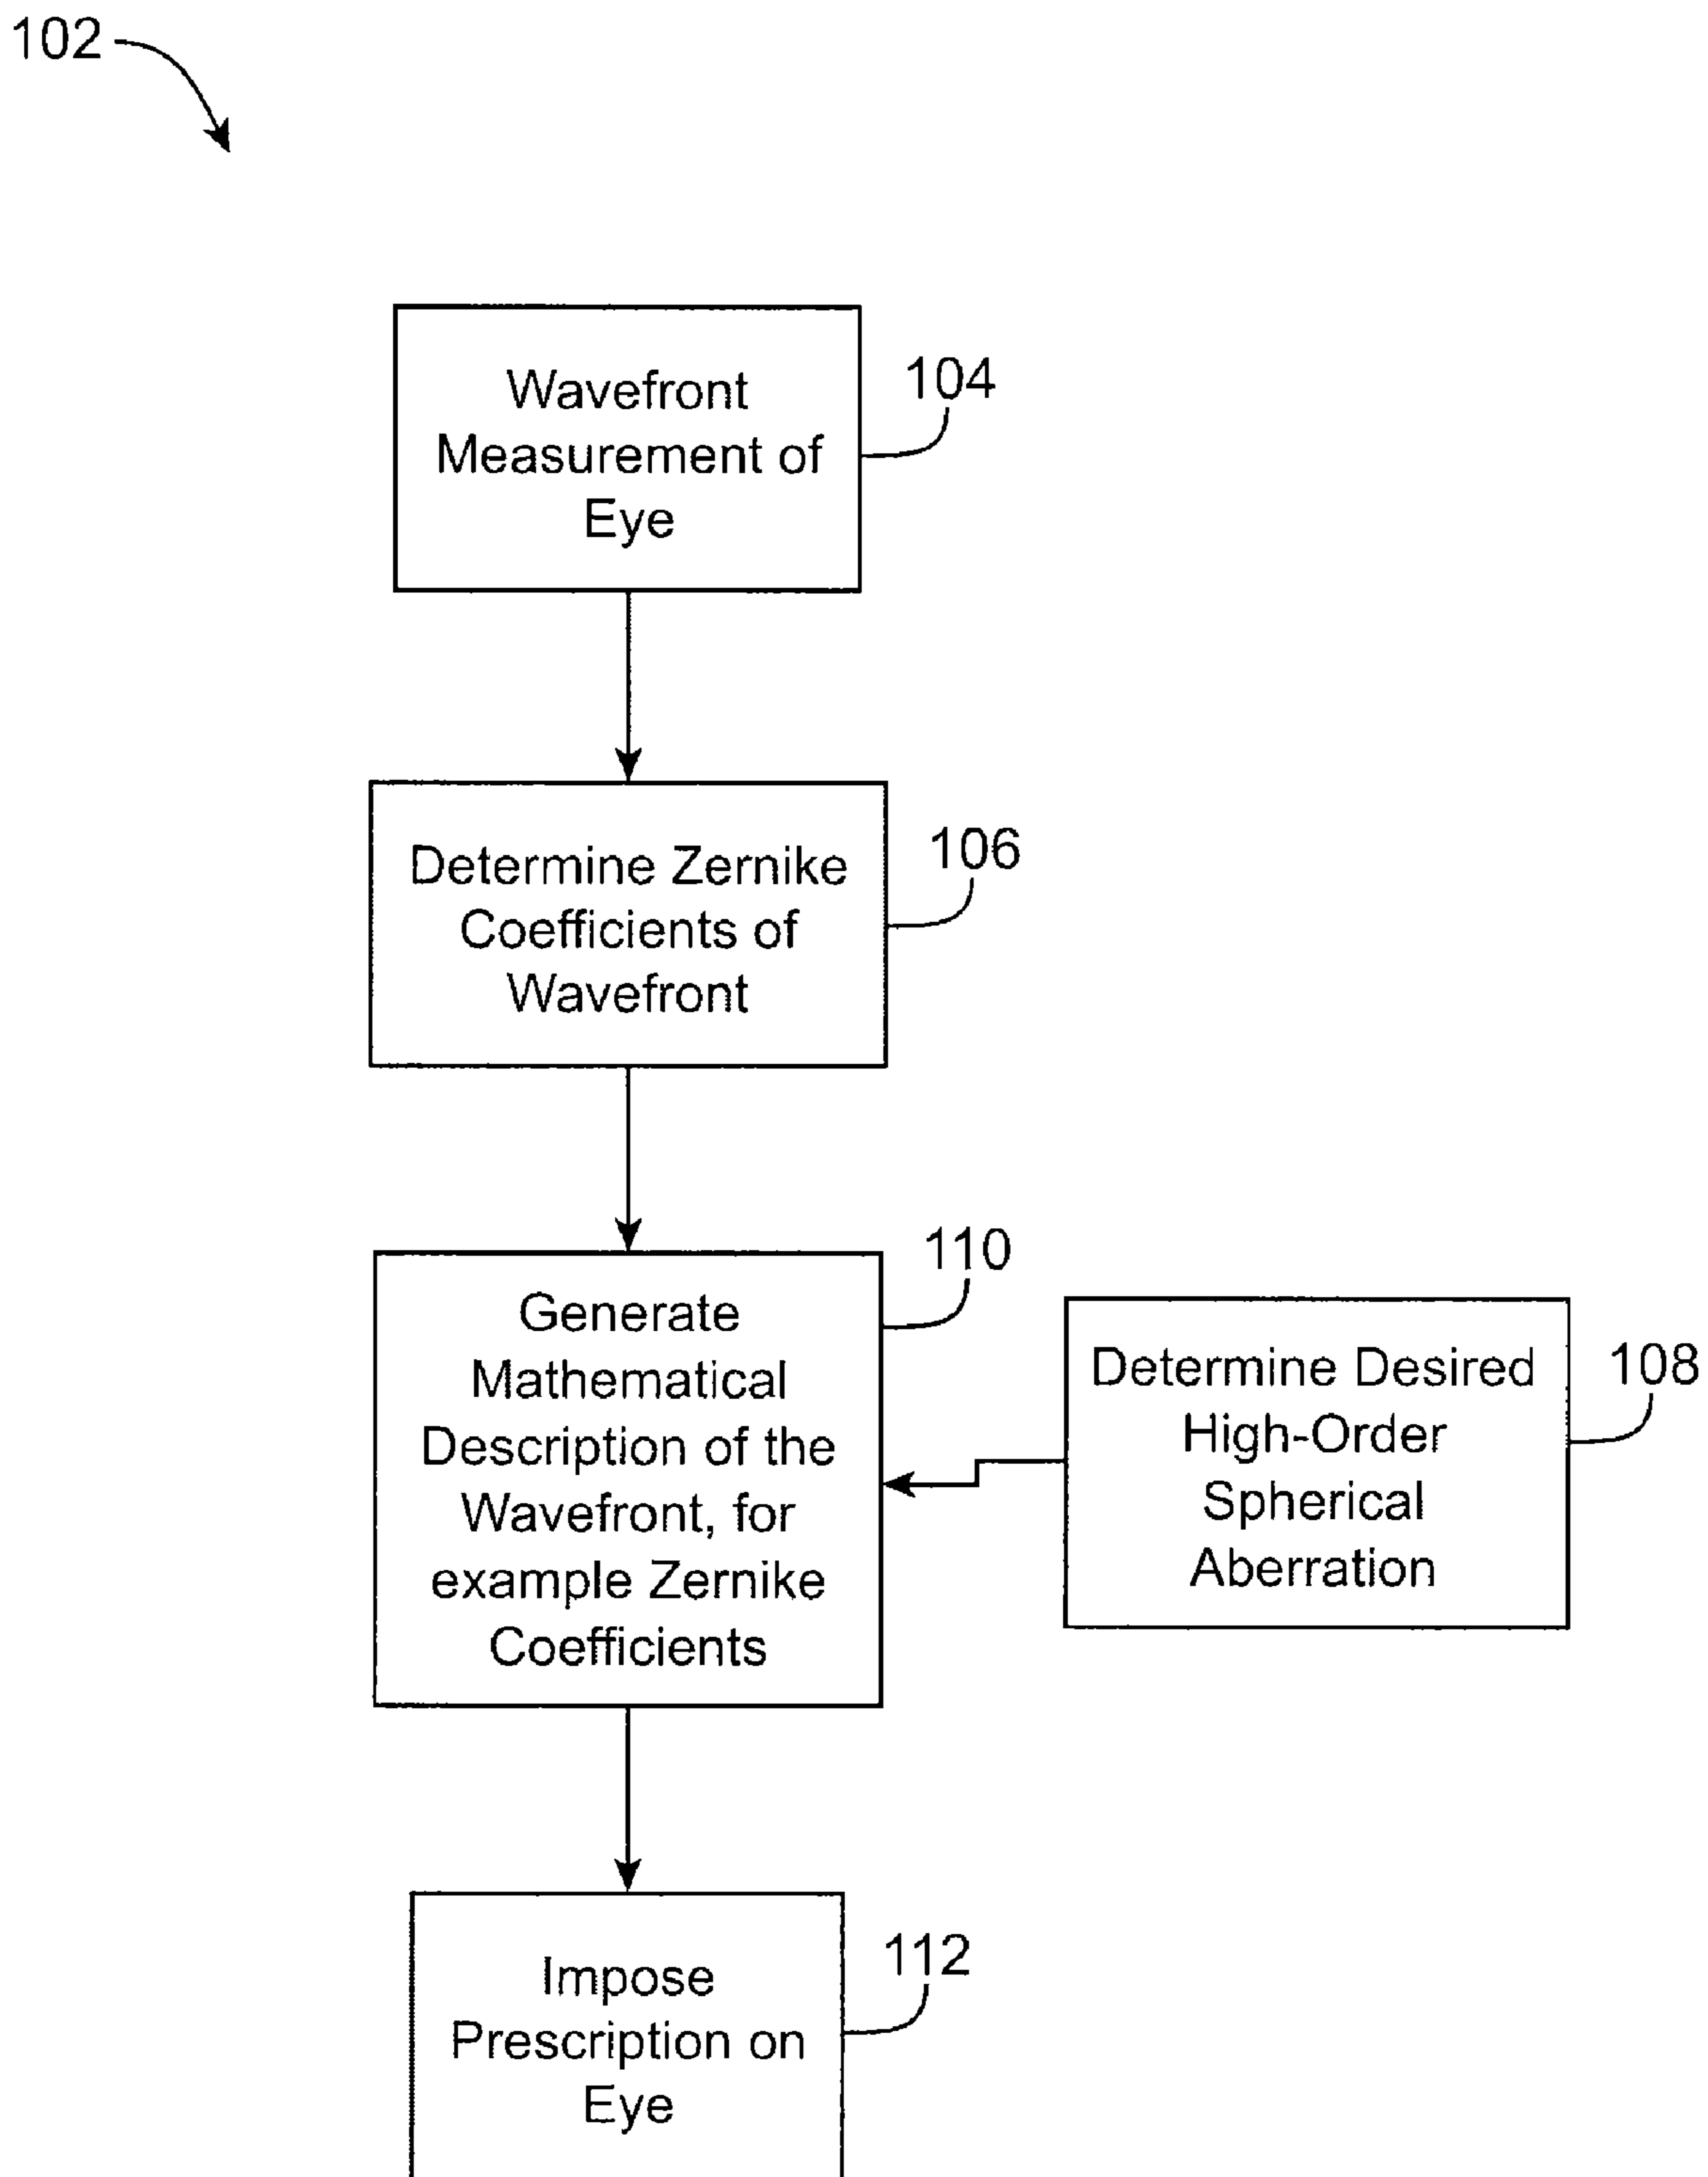 102
Wavefront
Measurement of
Eye
104
Determine Zernike
Coefficients of
Wavefront
106
Generate
Mathematical
Description of the
Wavefront, for
example Zernike
Coefficients
110
Determine Desired
High-Order
Spherical
Aberration
108
Impose
Prescription on
Eye
112